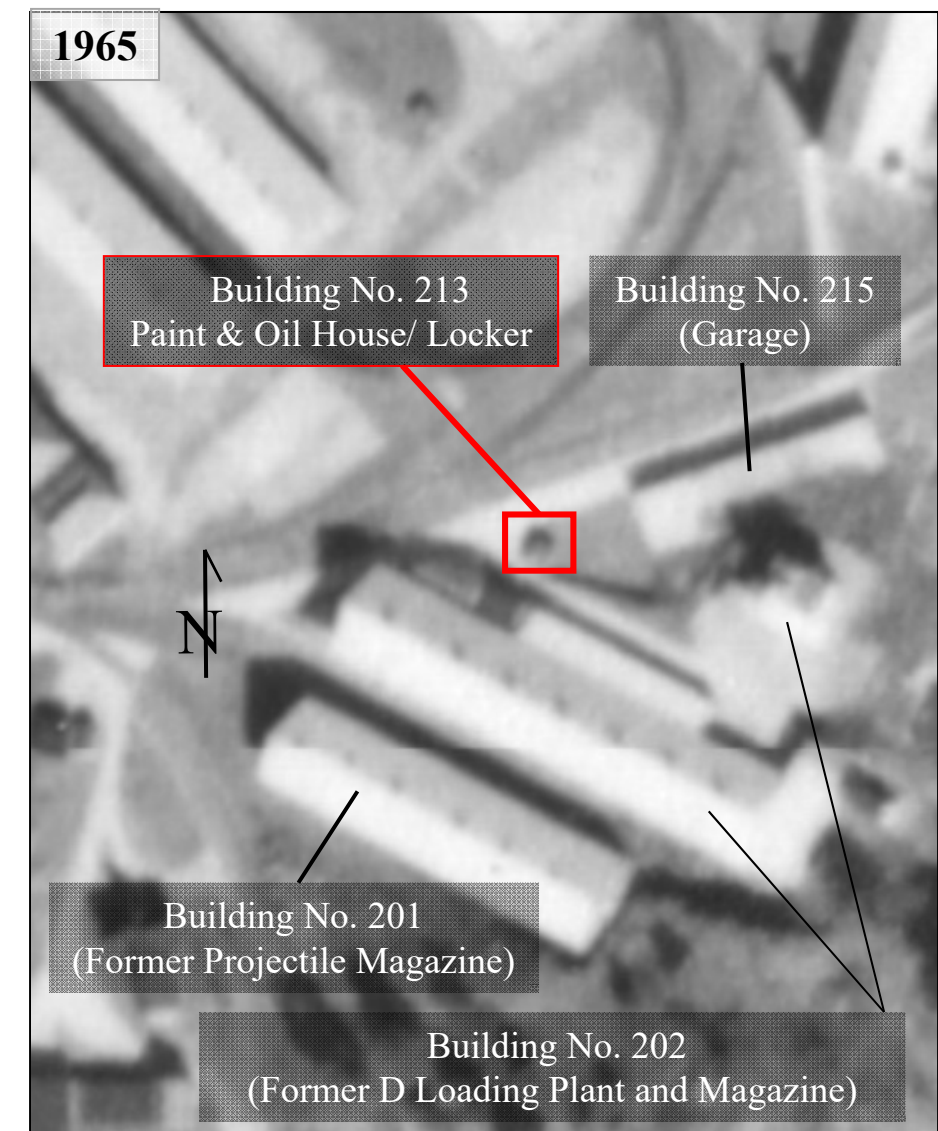 1965
Building No. 213
Paint & Oil House/ Locker
Building No. 215
(Garage)
N
Building No. 201
(Former Projectile Magazine)
Building No. 202
(Former D Loading Plant and Magazine)